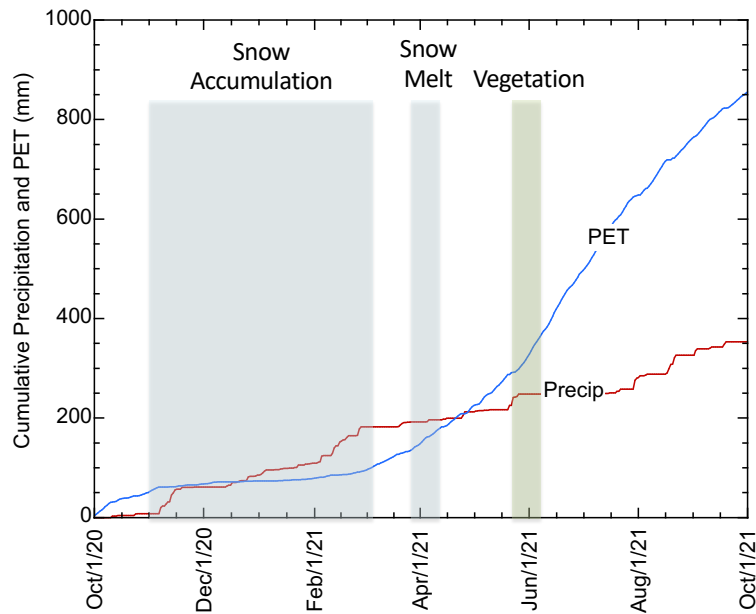 Cumulative Precipitation and PET (mm)
1000
800
600
400
200
0
Snow
Accumulation
Snow
Melt
Vegetation
PET
Precip
Oct/1/20
Dec/1/20
Feb/1/21
Apr/1/21
Jun/1/21
Aug/1/21
Oct/1/21